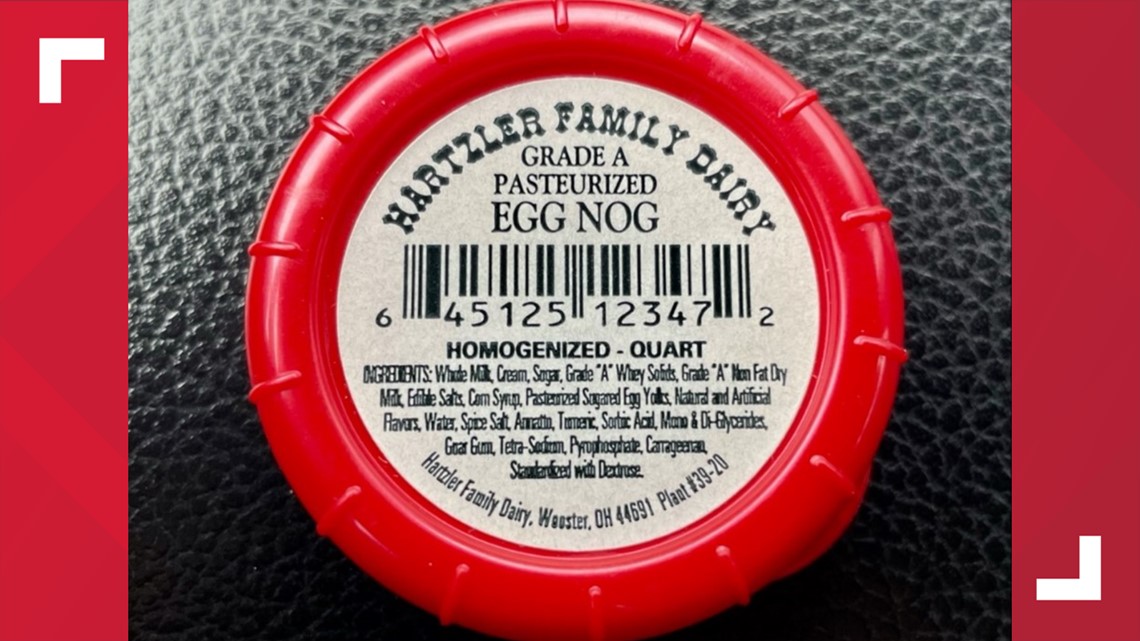 HARTZLER FAMILY DAIRY
GRADE A
PASTEURIZED
EGG NOG
6 45125 12347 2
HOMOGENIZED - QUART
INGREDIENTS: Whole Milk, Cream, Sugar, Grade "A" Whey Solids, Grade "A" Non Fat Dry
Milk, Edible Salts, Corn Syrup, Pasteurized Sugared Egg Yolks, Natural and Artificial
Flavors, Water, Spice Salt, Annatto, Tumeric, Sorbic Acid, Mono & Di-Glycerides,
Guar Gum, Tetra-Sodium, Pyrophosphate, Carrageenan,
Standardized with Dextrose.
Hartzler Family Dairy, Wooster, OH 44691 Plant #39-20